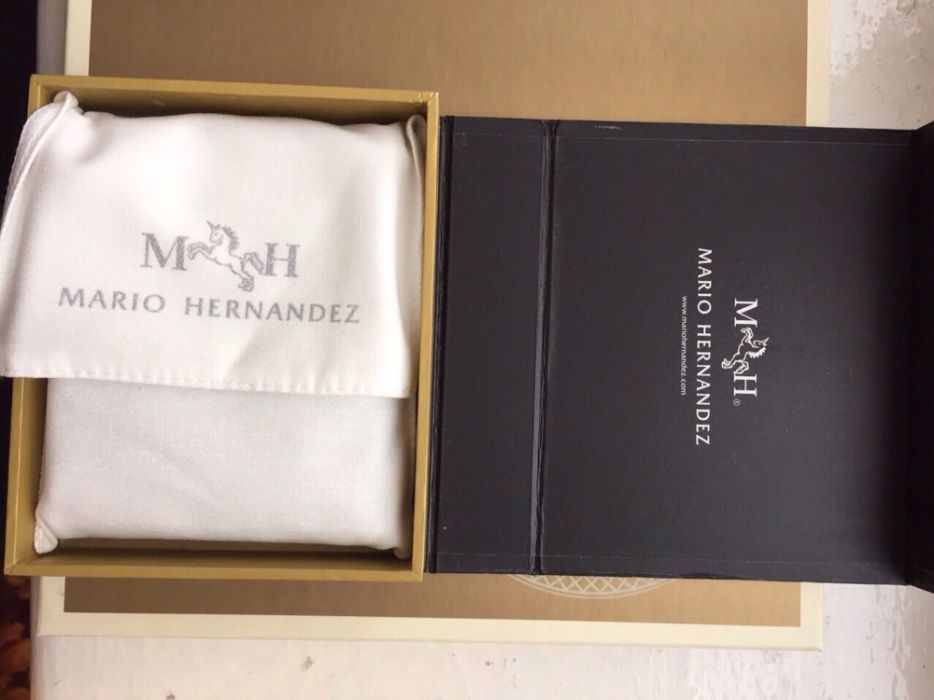 M H
MARIO HERNANDEZ
M H®
MARIO HERNANDEZ
www.mariohernandez.com